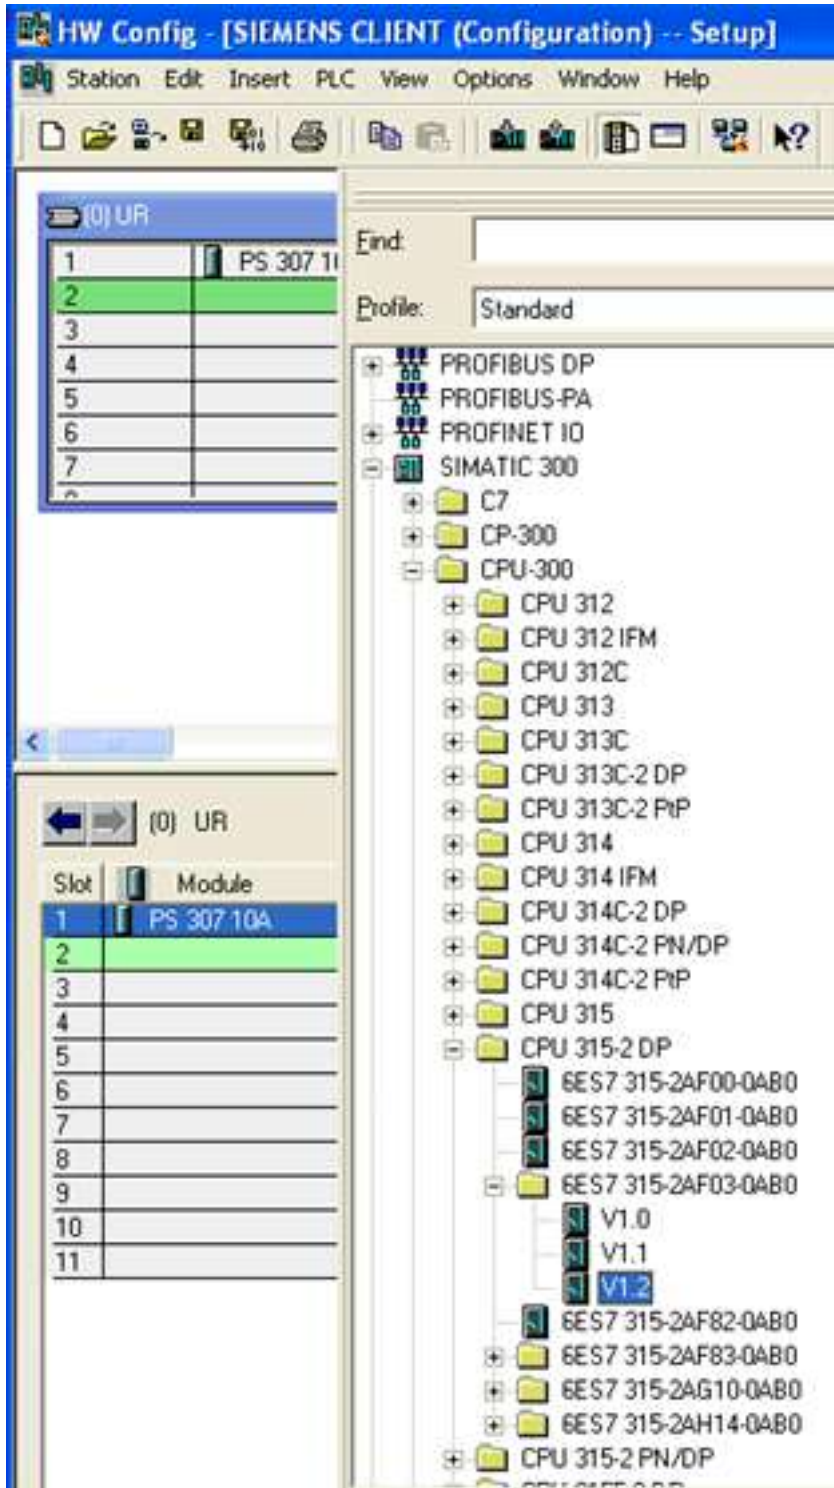 HW Config - [SIEMENS CLIENT (Configuration) -- Setup]
Station Edit Insert PLC View Options Window Help
(0) UR
1 PS 307 10
2
3
4
5
6
7
Find:
Profile: Standard
PROFIBUS DP
PROFIBUS-PA
PROFINET IO
SIMATIC 300
C7
CP-300
CPU-300
CPU 312
CPU 312 IFM
CPU 312C
CPU 313
CPU 313C
CPU 313C-2 DP
CPU 313C-2 PtP
CPU 314
CPU 314 IFM
CPU 314C-2 DP
CPU 314C-2 PN/DP
CPU 314C-2 PtP
CPU 315
CPU 315-2 DP
6ES7 315-2AF00-0AB0
6ES7 315-2AF01-0AB0
6ES7 315-2AF02-0AB0
6ES7 315-2AF03-0AB0
V1.0
V1.1
V1.2
6ES7 315-2AF82-0AB0
6ES7 315-2AF83-0AB0
6ES7 315-2AG10-0AB0
6ES7 315-2AH14-0AB0
CPU 315-2 PN/DP
(0) UR
Slot Module
1 PS 307 10A
2
3
4
5
6
7
8
9
10
11